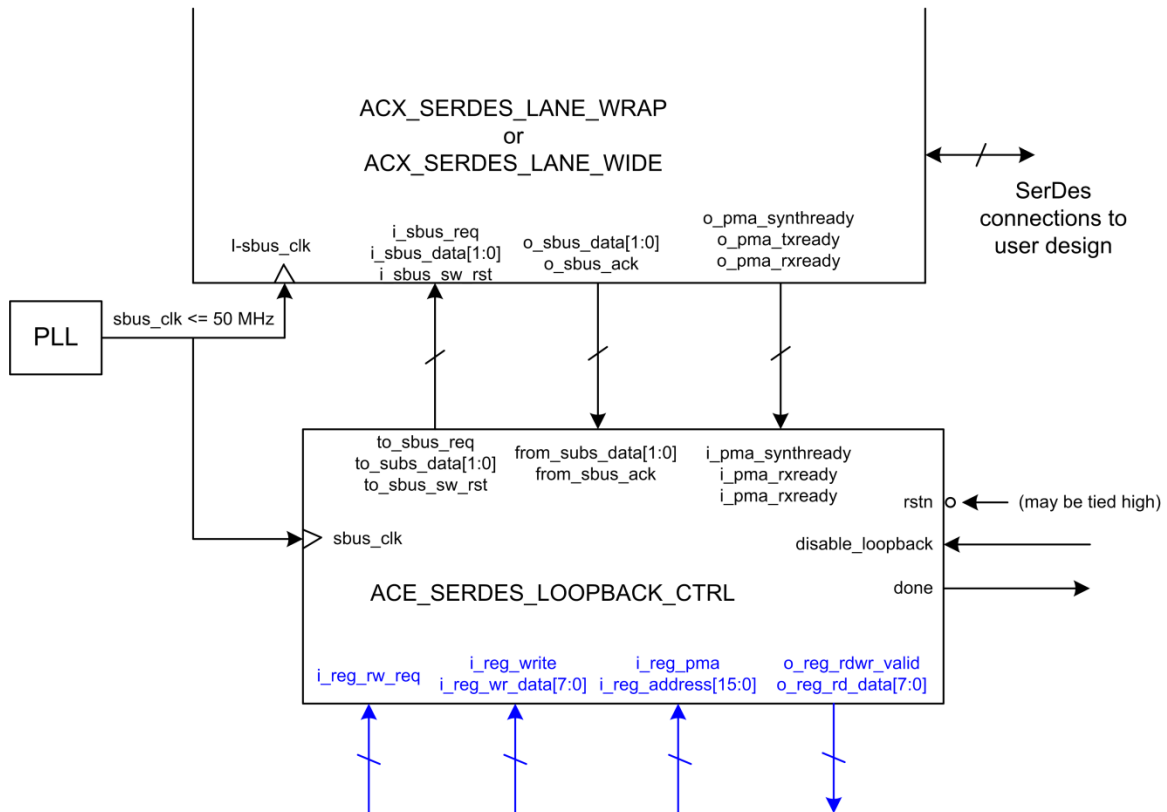 ACX_SERDES_LANE_WRAP
or
ACX_SERDES_LANE_WIDE
SerDes
connections to
user design
I-sbus_clk
i_sbus_req
i_sbus_data[1:0]
i_sbus_sw_rst
o_sbus_data[1:0]
o_sbus_ack
o_pma_synthready
o_pma_txready
o_pma_rxready
PLL
sbus_clk <= 50 MHz
to_sbus_req
to_subs_data[1:0]
to_sbus_sw_rst
from_subs_data[1:0]
from_sbus_ack
i_pma_synthready
i_pma_rxready
i_pma_rxready
rstn
(may be tied high)
sbus_clk
disable_loopback
done
ACE_SERDES_LOOPBACK_CTRL
i_reg_rw_req
i_reg_write
i_reg_wr_data[7:0]
i_reg_pma
i_reg_address[15:0]
o_reg_rdwr_valid
o_reg_rd_data[7:0]